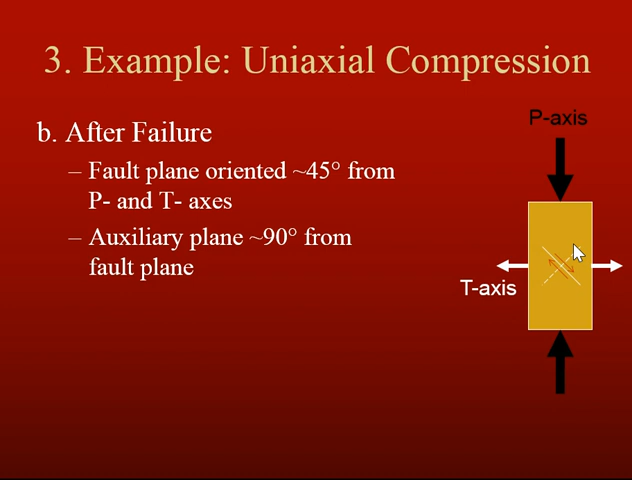 3. Example: Uniaxial Compression
b. After Failure
– Fault plane oriented ~45° from
P- and T- axes
– Auxiliary plane ~90° from
fault plane
P-axis
T-axis